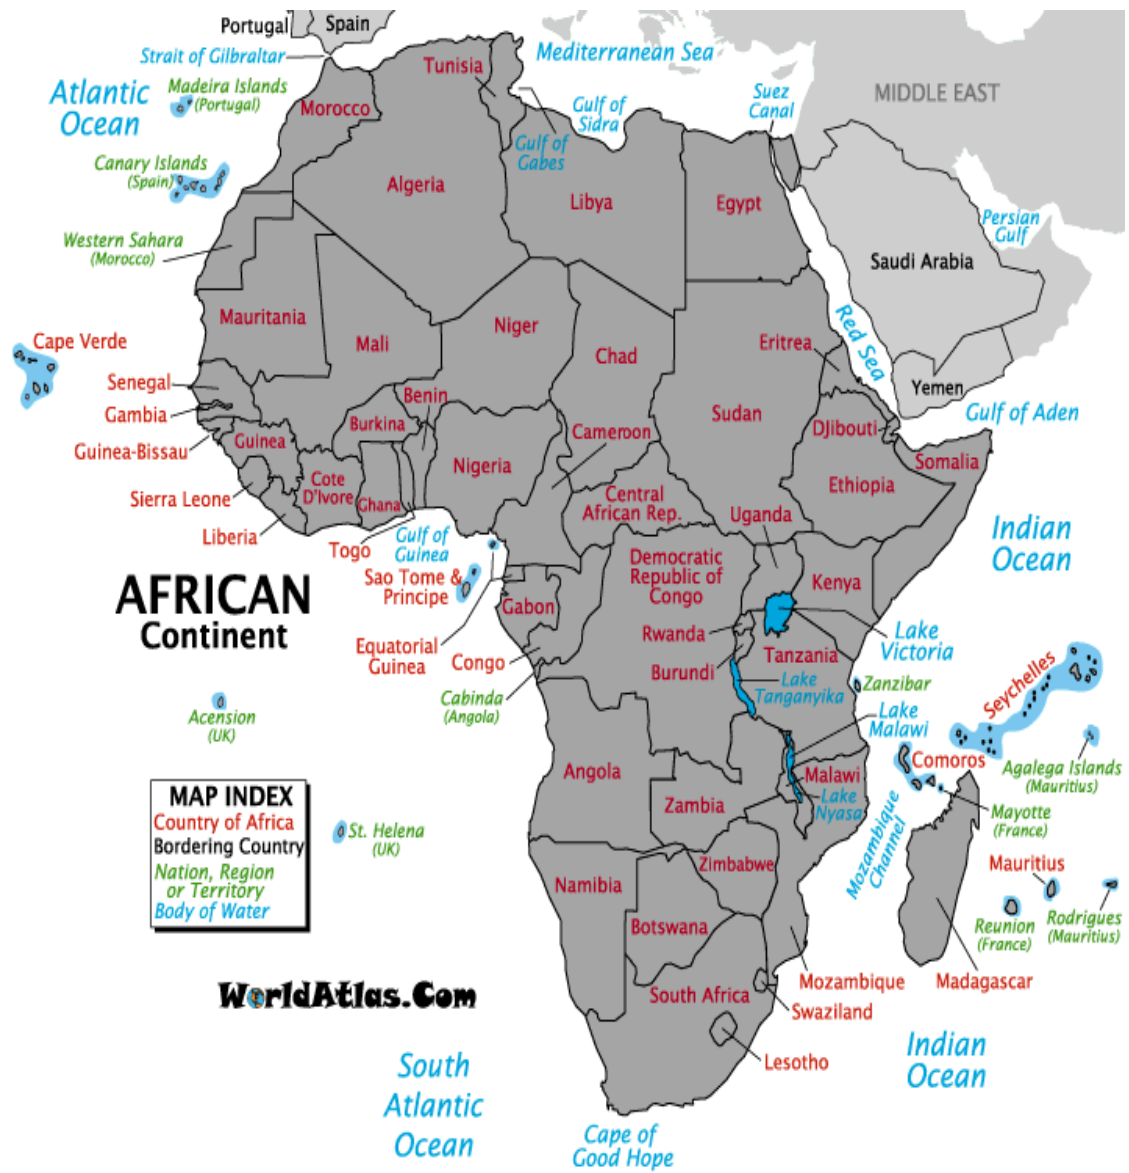 Portugal
Spain
Strait of Gilbraltar
Mediterranean Sea
Atlantic
Ocean
Madeira Islands
(Portugal)
Tunisia
Morocco
Gulf of
Sidra
Suez
Canal
MIDDLE EAST
Gulf of
Gabes
Canary Islands
(Spain)
Algeria
Libya
Egypt
Persian
Gulf
Western Sahara
(Morocco)
Saudi Arabia
Mauritania
Mali
Niger
Chad
Red Sea
Eritrea
Cape Verde
Senegal
Gambia
Guinea-Bissau
Benin
Burkina
Cameroon
Sudan
Yemen
Gulf of Aden
Djibouti
Guinea
Nigeria
Somalia
Sierra Leone
Cote
D'Ivore
Ghana
Central
African Rep.
Ethiopia
Liberia
Togo
Gulf of
Guinea
Uganda
Indian
Ocean
Democratic
Republic of
Congo
Kenya
AFRICAN
Continent
Sao Tome &
Principe
Gabon
Rwanda
Lake
Victoria
Equatorial
Guinea
Congo
Burundi
Tanzania
Lake
Tanganyika
Zanzibar
Seychelles
Cabinda
(Angola)
Acension
(UK)
Lake
Malawi
Comoros
Agalega Islands
(Mauritius)
Angola
Malawi
Lake
Nyasa
Zambia
Mayotte
(France)
MAP INDEX
Country of Africa
Bordering Country
Nation, Region
or Territory
Body of Water
St. Helena
(UK)
Mozambique
Channel
Zimbabwe
Mauritius
Namibia
Botswana
Reunion
(France)
Rodrigues
(Mauritius)
WorldAtlas.Com
South Africa
Mozambique
Madagascar
Swaziland
Lesotho
Indian
Ocean
South
Atlantic
Ocean
Cape of
Good Hope